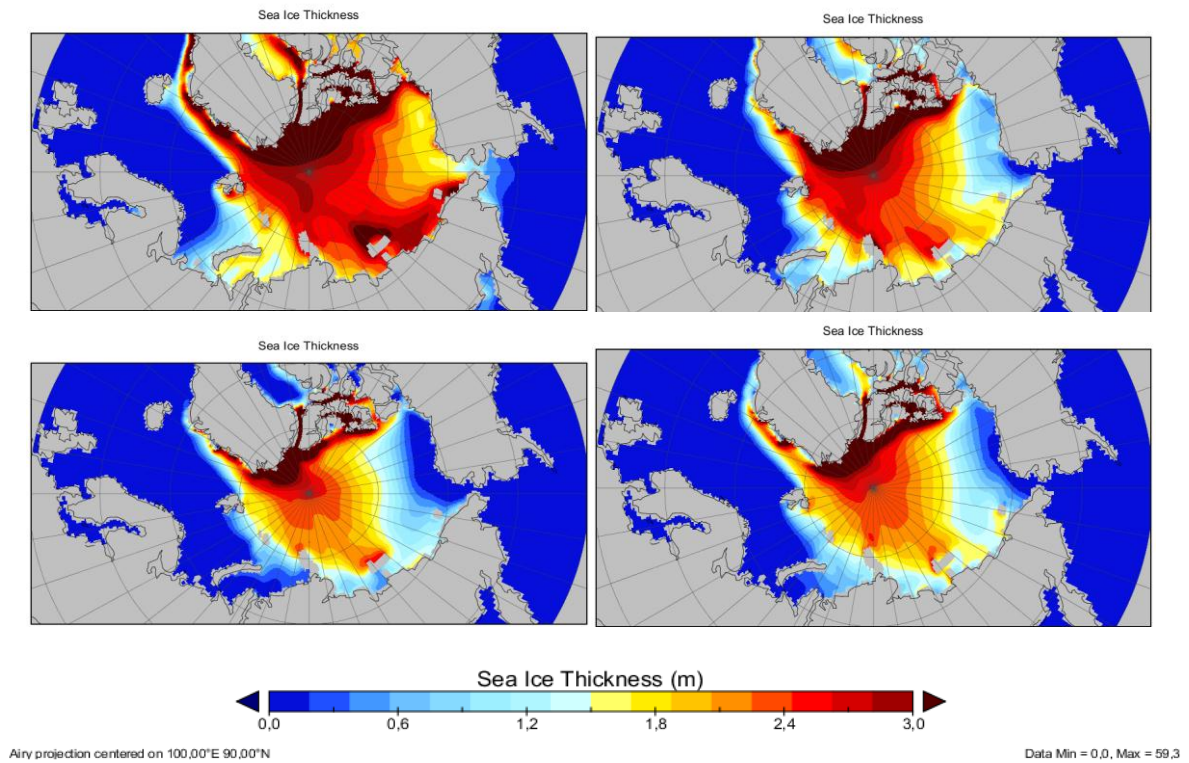 Sea Ice Thickness
Sea Ice Thickness
Sea Ice Thickness
Sea Ice Thickness
Sea Ice Thickness (m)
0,0 0,6 1,2 1,8 2,4 3,0
Airy projection centered on 100,00°E 90,00°N
Data Min = 0,0, Max = 59,3